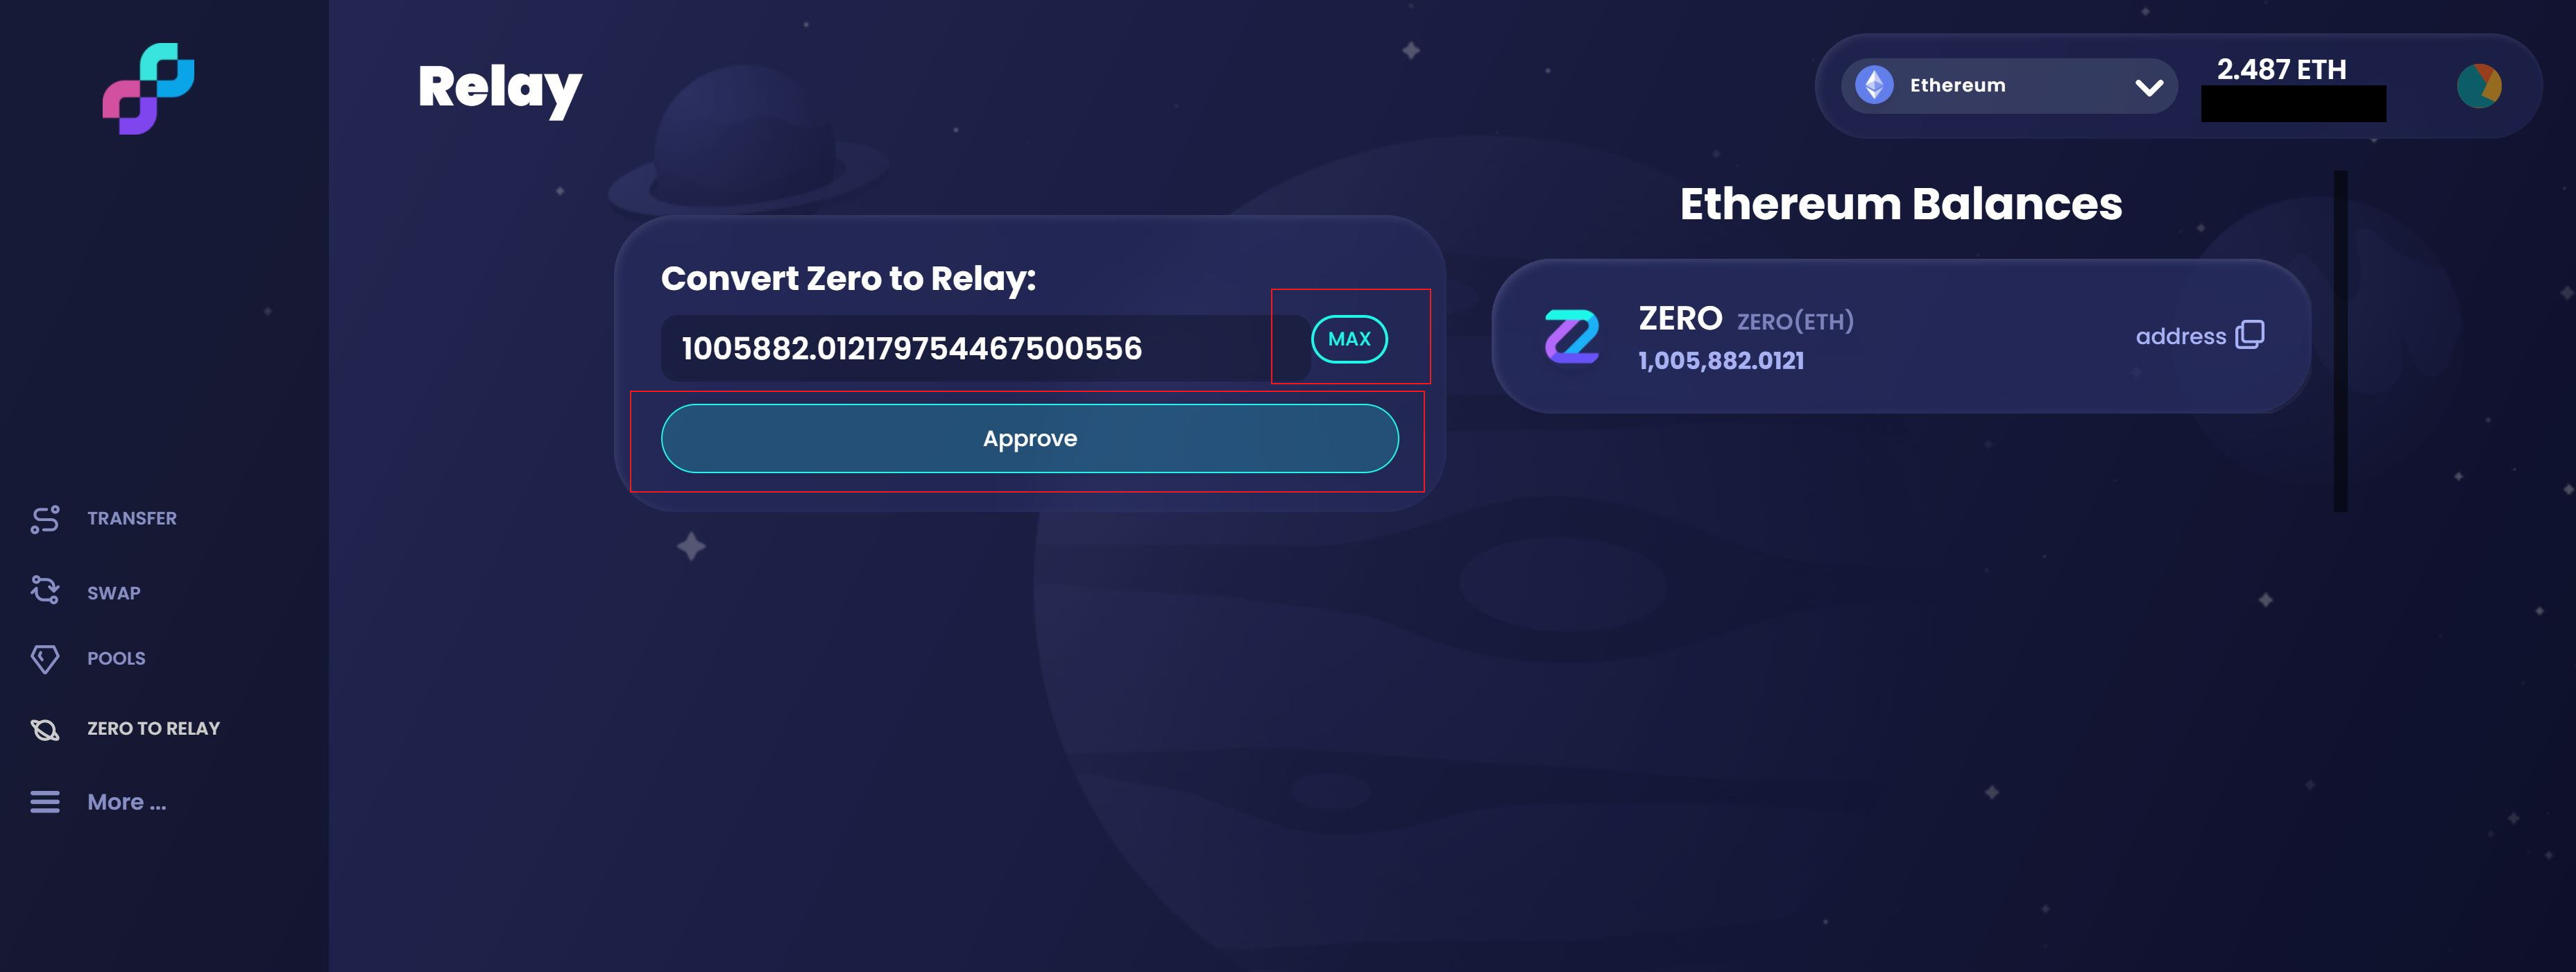 Relay
Ethereum
2.487 ETH
Ethereum Balances
Convert Zero to Relay:
1005882.012179754467500556
MAX
Approve
ZERO ZERO(ETH)
1,005,882.0121
address
TRANSFER
SWAP
POOLS
ZERO TO RELAY
More ...